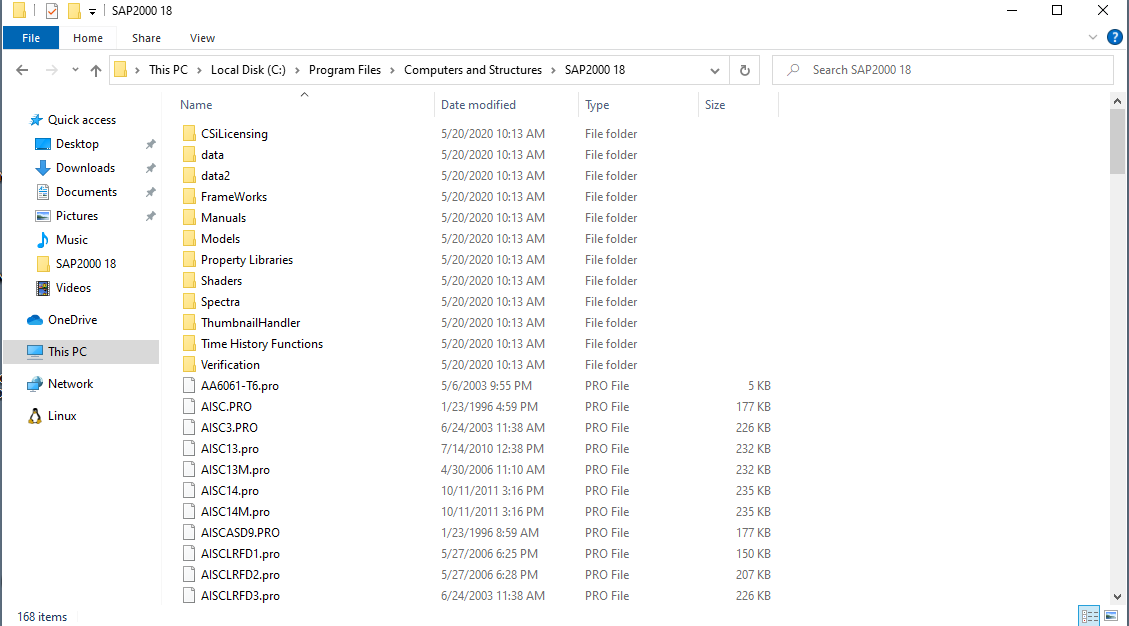 SAP2000 18
File Home Share View
This PC Local Disk (C:) Program Files Computers and Structures SAP2000 18 Search SAP2000 18
Quick access
Desktop
Downloads
Documents
Pictures
Music
SAP2000 18
Videos
OneDrive
This PC
Network
Linux
Name Date modified Type Size
CSiLicensing 5/20/2020 10:13 AM File folder
data 5/20/2020 10:13 AM File folder
data2 5/20/2020 10:13 AM File folder
FrameWorks 5/20/2020 10:13 AM File folder
Manuals 5/20/2020 10:13 AM File folder
Models 5/20/2020 10:13 AM File folder
Property Libraries 5/20/2020 10:13 AM File folder
Shaders 5/20/2020 10:13 AM File folder
Spectra 5/20/2020 10:13 AM File folder
ThumbnailHandler 5/20/2020 10:13 AM File folder
Time History Functions 5/20/2020 10:13 AM File folder
Verification 5/20/2020 10:13 AM File folder
AA6061-T6.pro 5/6/2003 9:55 PM PRO File 5 KB
AISC.PRO 1/23/1996 4:59 PM PRO File 177 KB
AISC3.PRO 6/24/2003 11:38 AM PRO File 226 KB
AISC13.pro 7/14/2010 12:38 PM PRO File 232 KB
AISC13M.pro 4/30/2006 11:10 AM PRO File 232 KB
AISC14.pro 10/11/2011 3:16 PM PRO File 235 KB
AISC14M.pro 10/11/2011 3:16 PM PRO File 235 KB
AISCASD9.PRO 1/23/1996 8:59 AM PRO File 177 KB
AISCLRFD1.pro 5/27/2006 6:25 PM PRO File 150 KB
AISCLRFD2.pro 5/27/2006 6:28 PM PRO File 207 KB
AISCLRFD3.pro 6/24/2003 11:38 AM PRO File 226 KB
168 items